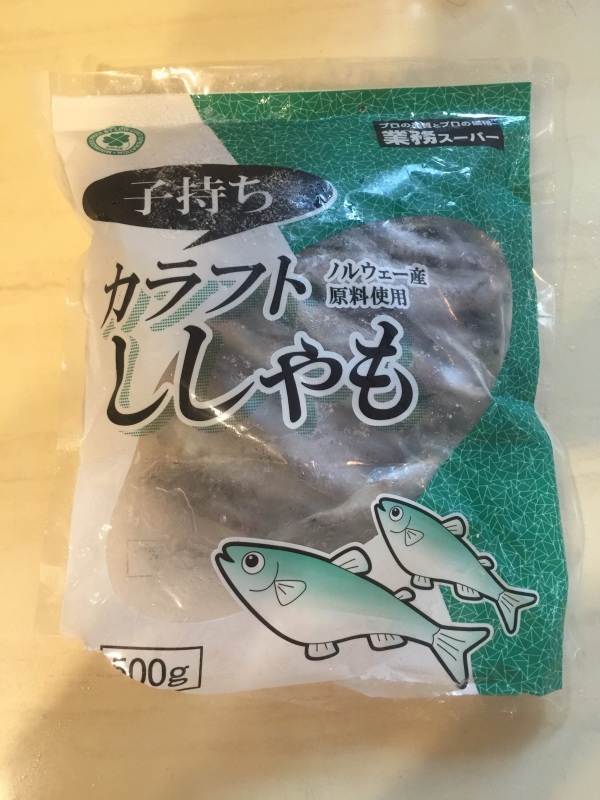 プロの品質とプロの価格
業務スーパー
子持ち
カラフト
ししゃも
ノルウェー産
原料使用
500g